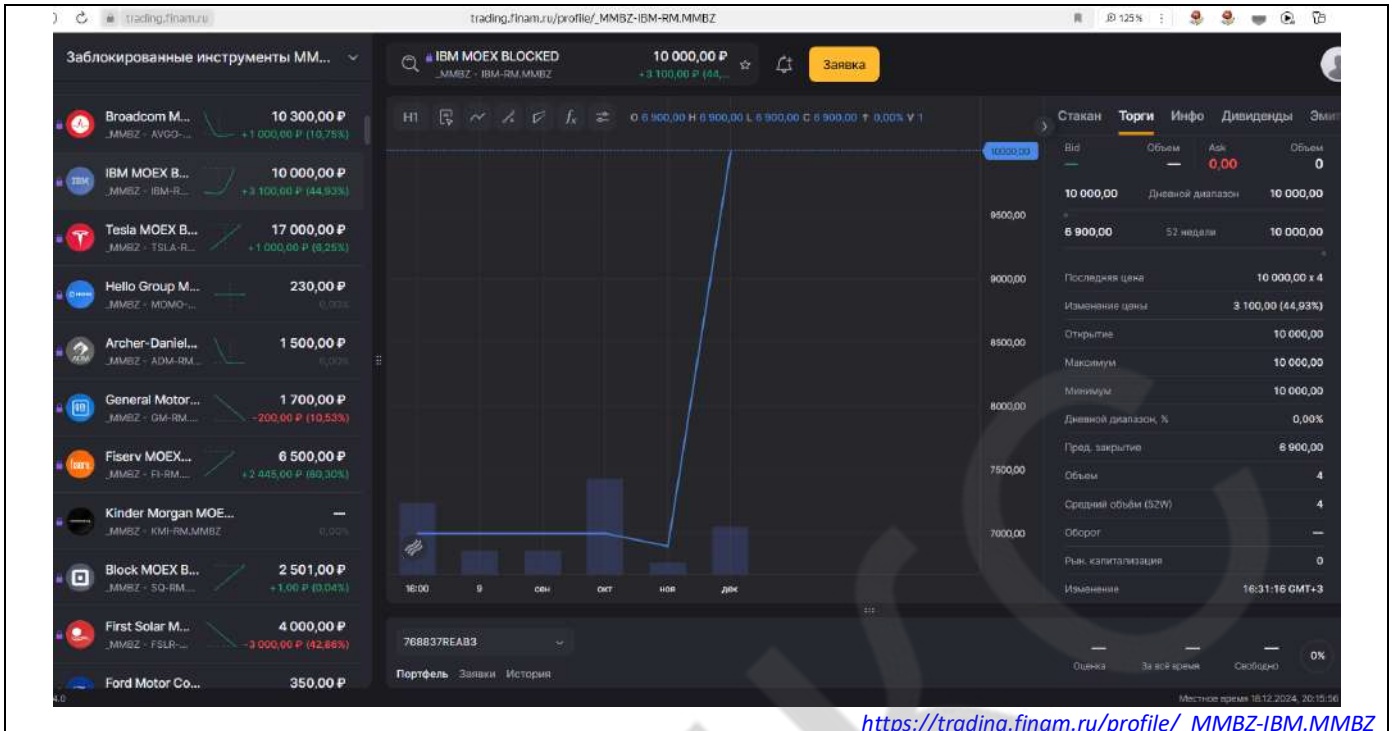 trading.finam.ru
trading.finam.ru/profile/_MMBZ-IBM-RM.MMBZ
125 %
Заблокированные инструменты ММ...
IBM MOEX BLOCKED
_MMBZ - IBM-RM.MMBZ
10 000,00 ₽
+3 100,00 ₽ (44,...
Заявка
Broadcom M...
10 300,00 ₽
_MMBZ - AVGO-...
+1 000,00 ₽ (10,75%)
IBM MOEX B...
10 000,00 ₽
_MMBZ - IBM-R...
+3 100,00 ₽ (44,93%)
Tesla MOEX B...
17 000,00 ₽
_MMBZ - TSLA-R...
+1 000,00 ₽ (6,25%)
Hello Group M...
230,00 ₽
_MMBZ - MOMO-...
0,00%
Archer-Daniel...
1 500,00 ₽
_MMBZ - ADM-RM...
0,00%
General Motor...
1 700,00 ₽
_MMBZ - GM-RM....
-200,00 ₽ (10,53%)
Fiserv MOEX...
6 500,00 ₽
_MMBZ - FI-RM....
+2 445,00 ₽ (60,30%)
Kinder Morgan MOE...
—
_MMBZ - KMI-RM.MMBZ
0,00%
Block MOEX B...
2 501,00 ₽
_MMBZ - SQ-RM....
+1,00 ₽ (0,04%)
First Solar M...
4 000,00 ₽
_MMBZ - FSLR-...
-3 000,00 ₽ (42,86%)
Ford Motor Co...
350,00 ₽
4.0
H1
fx
O 6 900,00 H 6 900,00 L 6 900,00 C 6 900,00 ↑ 0,00% V 1
10000,00
9500,00
9000,00
8500,00
8000,00
7500,00
7000,00
16:00 9 сен окт ноя дек
768837REAB3
Портфель Заявки История
Стакан Торги Инфо Дивиденды Эмит
Bid Объем Ask Объем
— — 0,00 0
10 000,00 Дневной диапазон 10 000,00
6 900,00 52 недели 10 000,00
Последняя цена 10 000,00 x 4
Изменение цены 3 100,00 (44,93%)
Открытие 10 000,00
Максимум 10 000,00
Минимум 10 000,00
Дневной диапазон, % 0,00%
Пред. закрытие 6 900,00
Объем 4
Средний объём (52W) 4
Оборот —
Рын. капитализация 0
Изменение 16:31:16 GMT+3
— — —
Оценка За всё время Свободно
0%
Местное время 18.12.2024, 20:15:56
https://trading.finam.ru/profile/_MMBZ-IBM.MMBZ